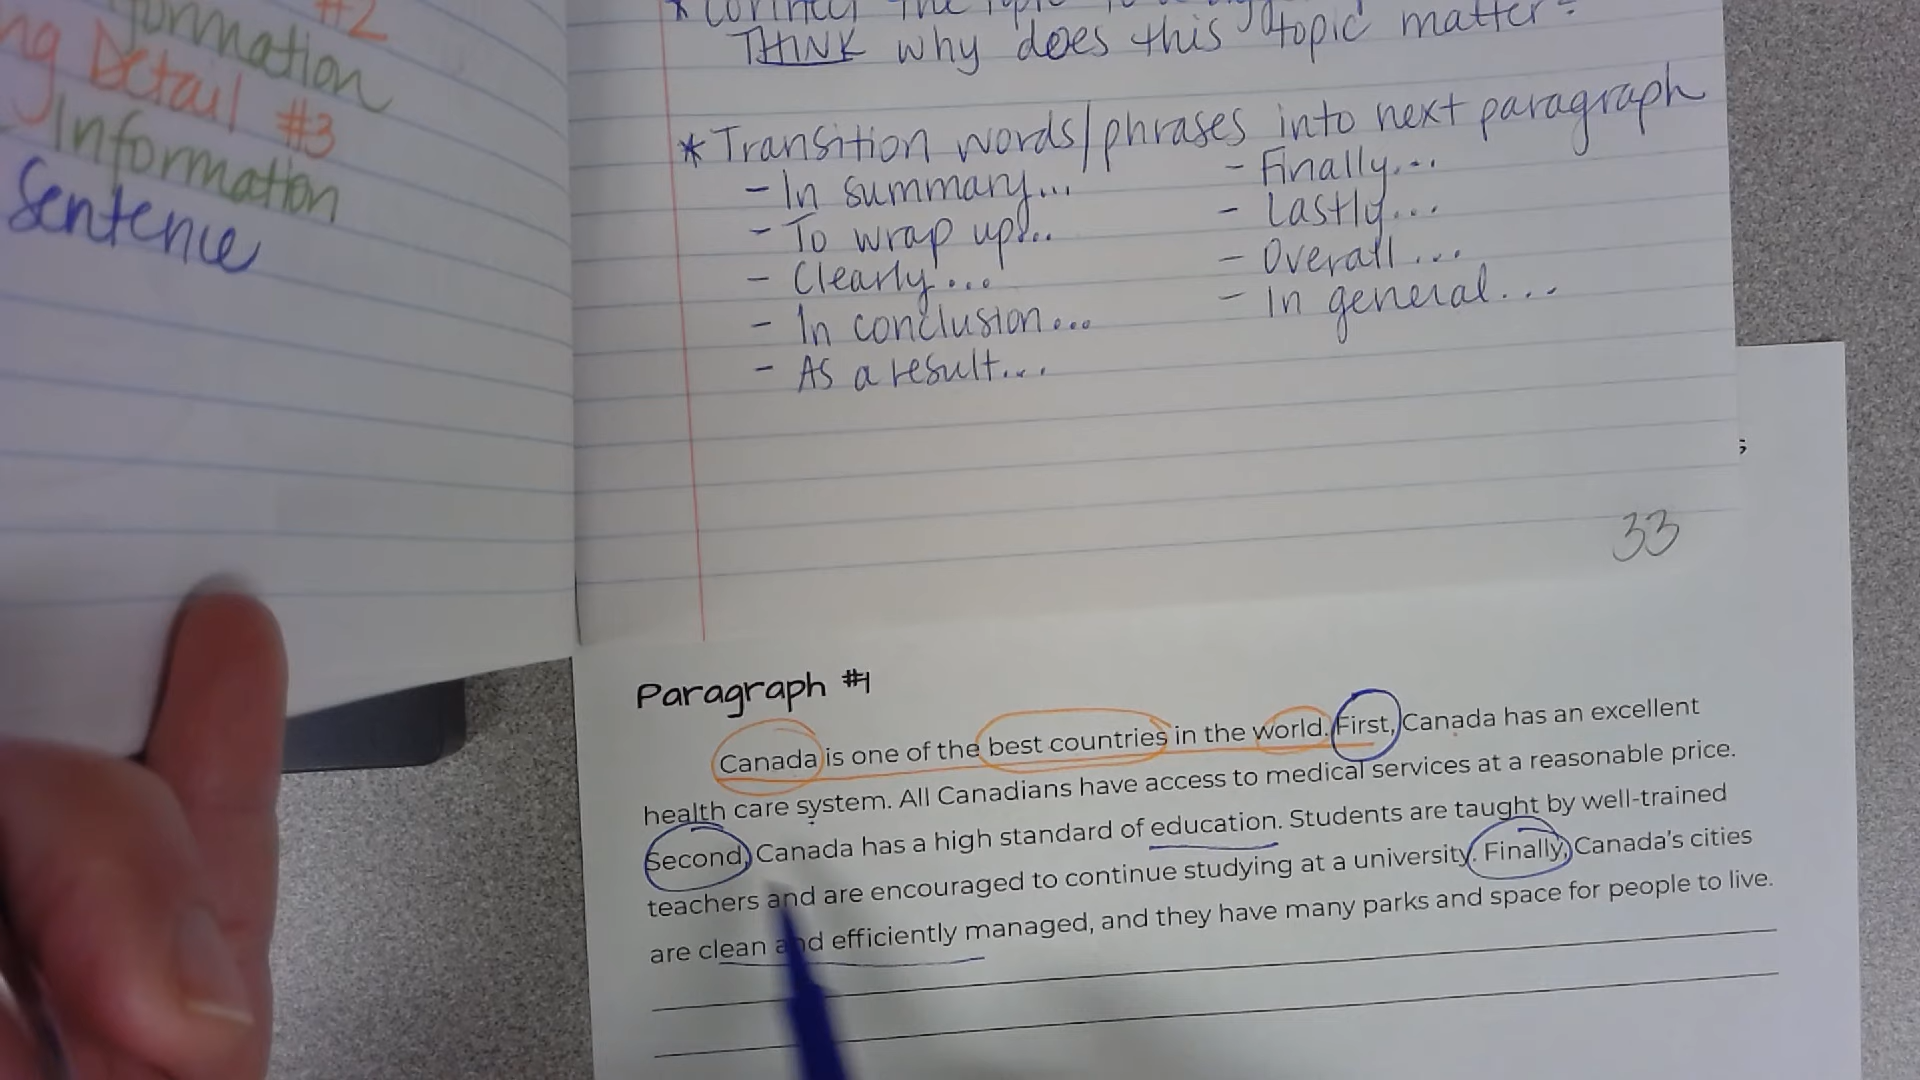 #2
ng Detail #3
Information
Sentence
THINK why does this topic matter?
* Transition words/phrases into next paragraph
- In summary...
- To wrap up...
- Clearly...
- In conclusion...
- As a result...
- Finally...
- Lastly...
- Overall...
- In general...
33
Paragraph #1
Canada is one of the best countries in the world. First, Canada has an excellent
health care system. All Canadians have access to medical services at a reasonable price.
Second, Canada has a high standard of education. Students are taught by well-trained
teachers and are encouraged to continue studying at a university. Finally, Canada's cities
are clean and efficiently managed, and they have many parks and space for people to live.